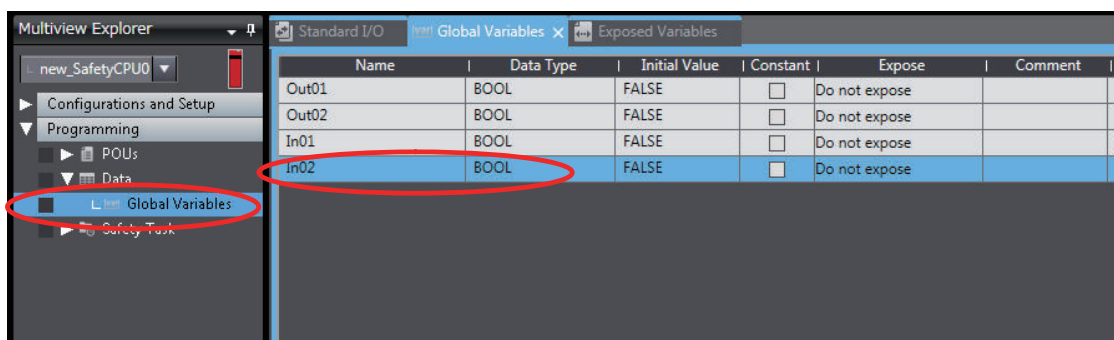 Multiview Explorer
new_SafetyCPU0
Configurations and Setup
Programming
POUs
Data
Global Variables
Safety Task
Standard I/O Global Variables Exposed Variables
Name Data Type Initial Value Constant Expose Comment
Out01 BOOL FALSE Do not expose
Out02 BOOL FALSE Do not expose
In01 BOOL FALSE Do not expose
In02 BOOL FALSE Do not expose